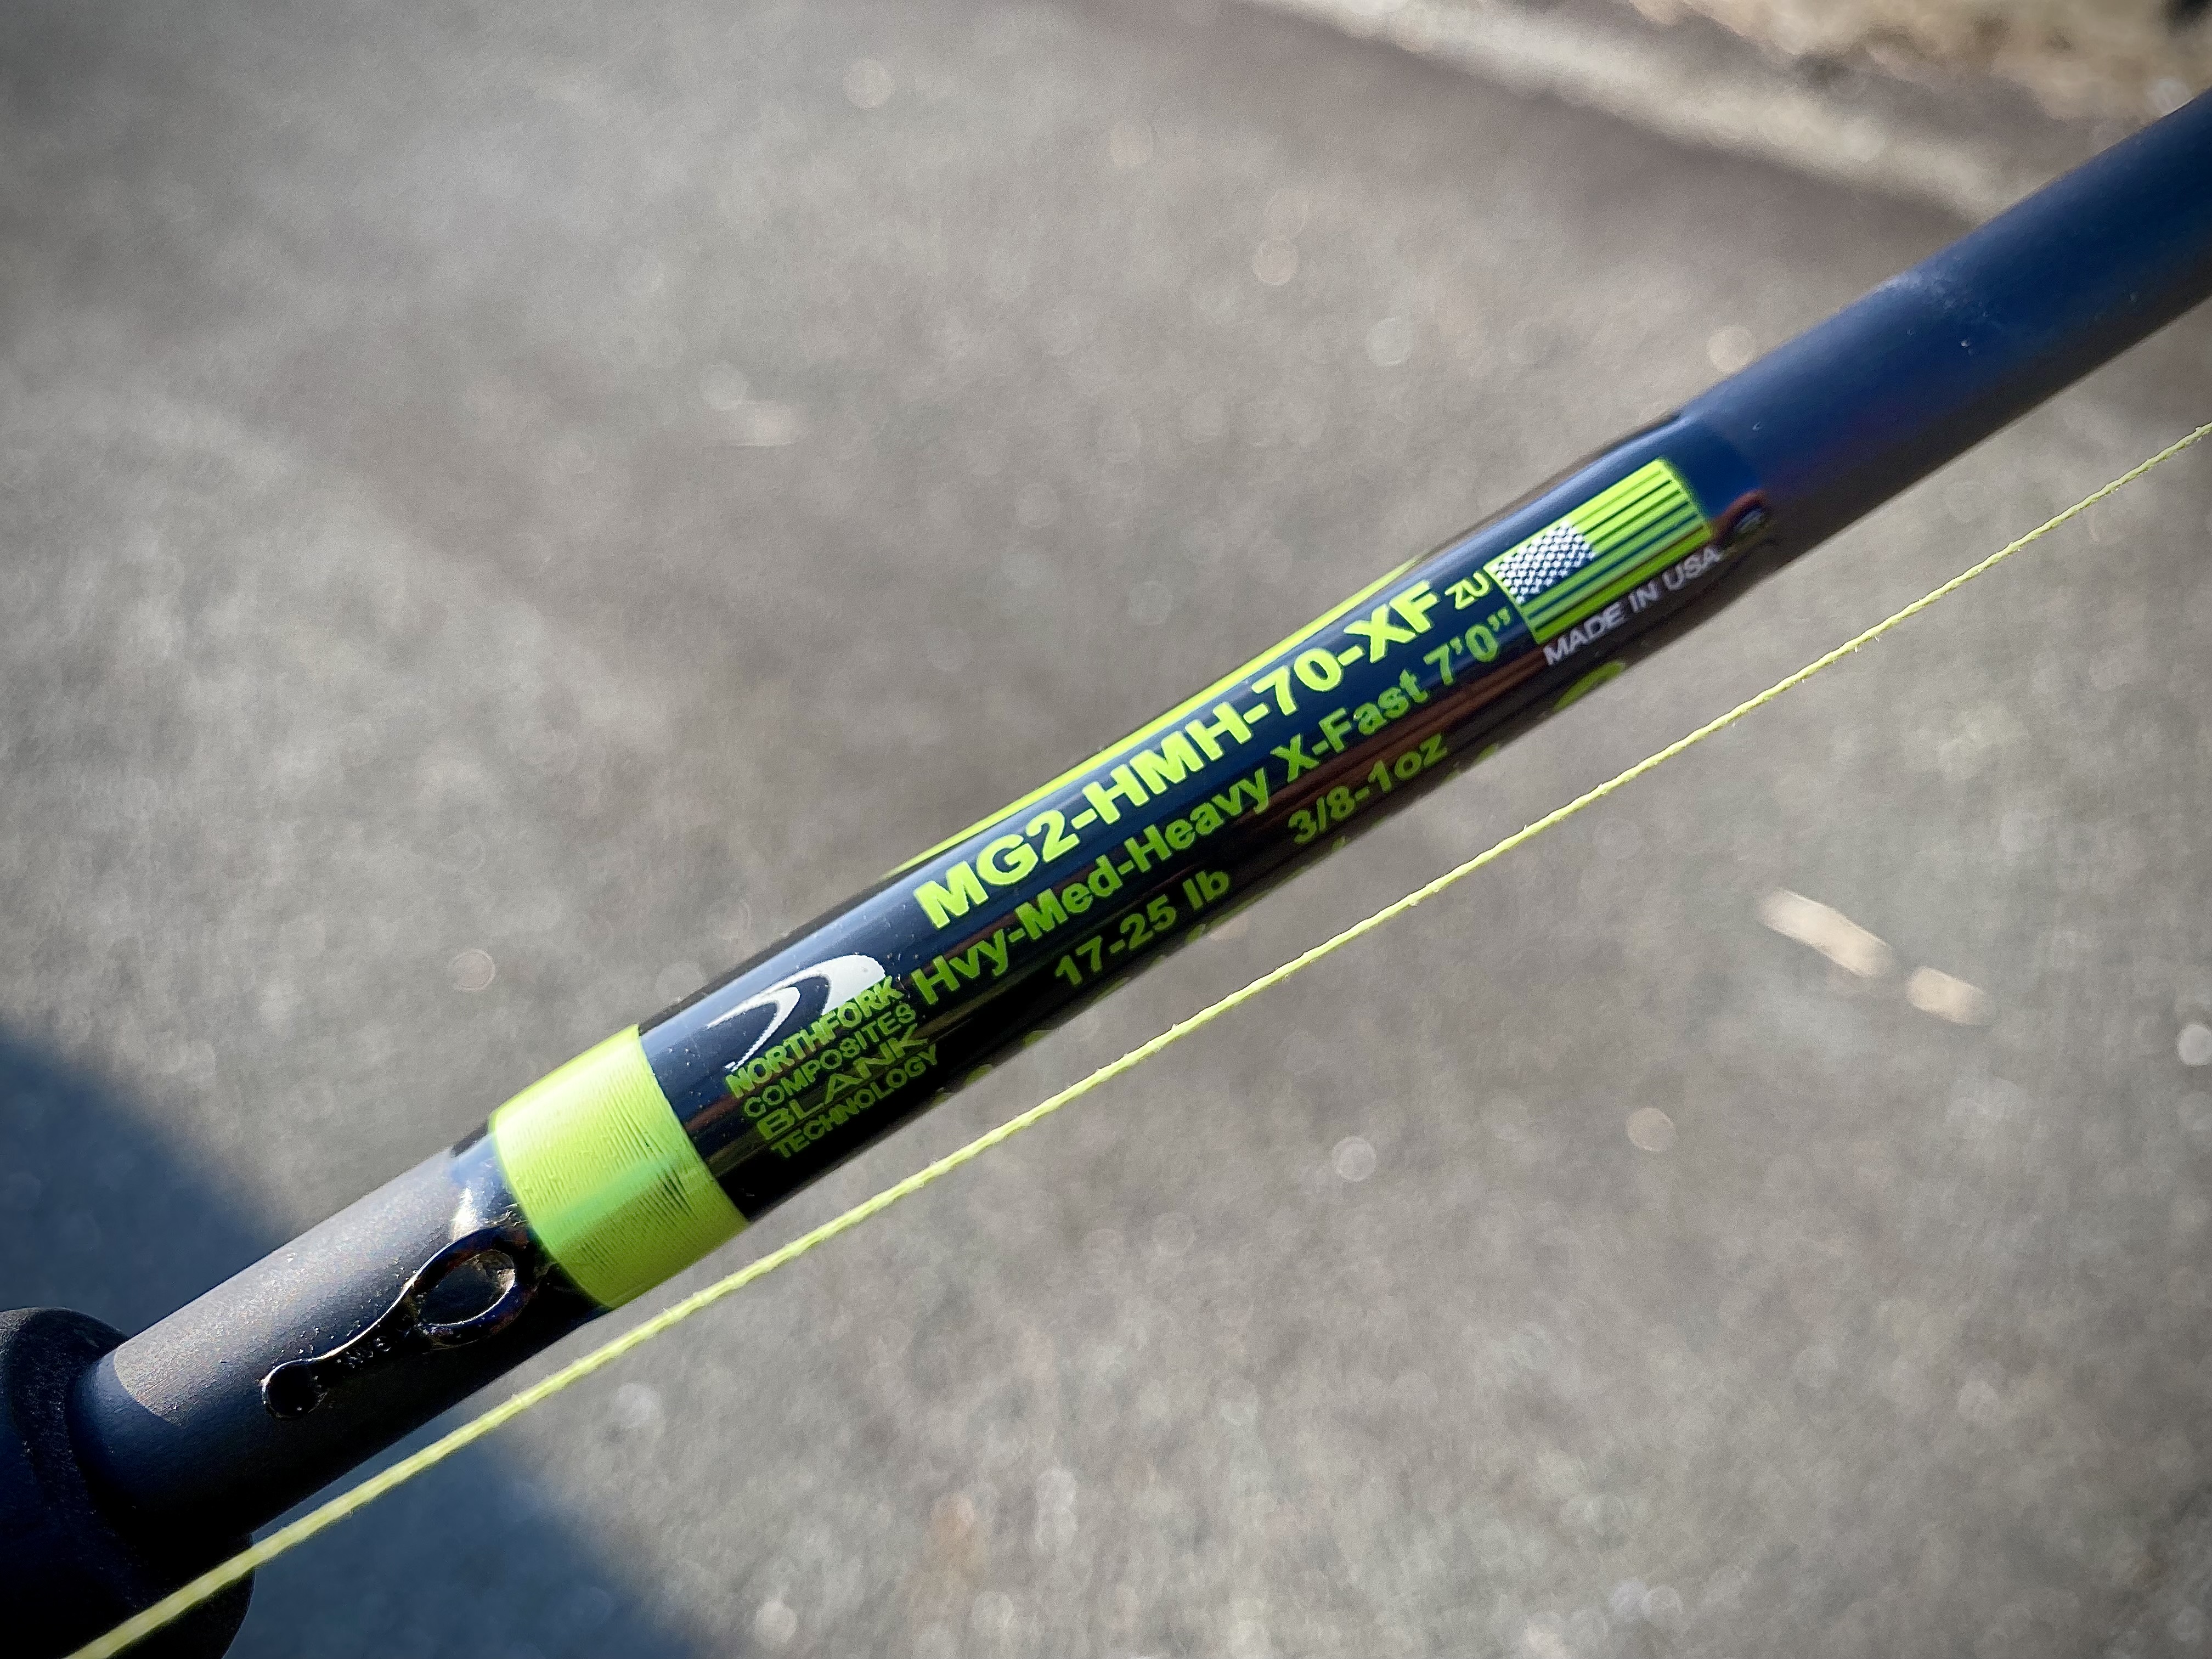 MG2-HMH-70-XF ZU
Hvy-Med-Heavy X-Fast 7'0"
17-25 lb 3/8-1oz
MADE IN USA
NORTHFORK
COMPOSITES
BLANK
TECHNOLOGY